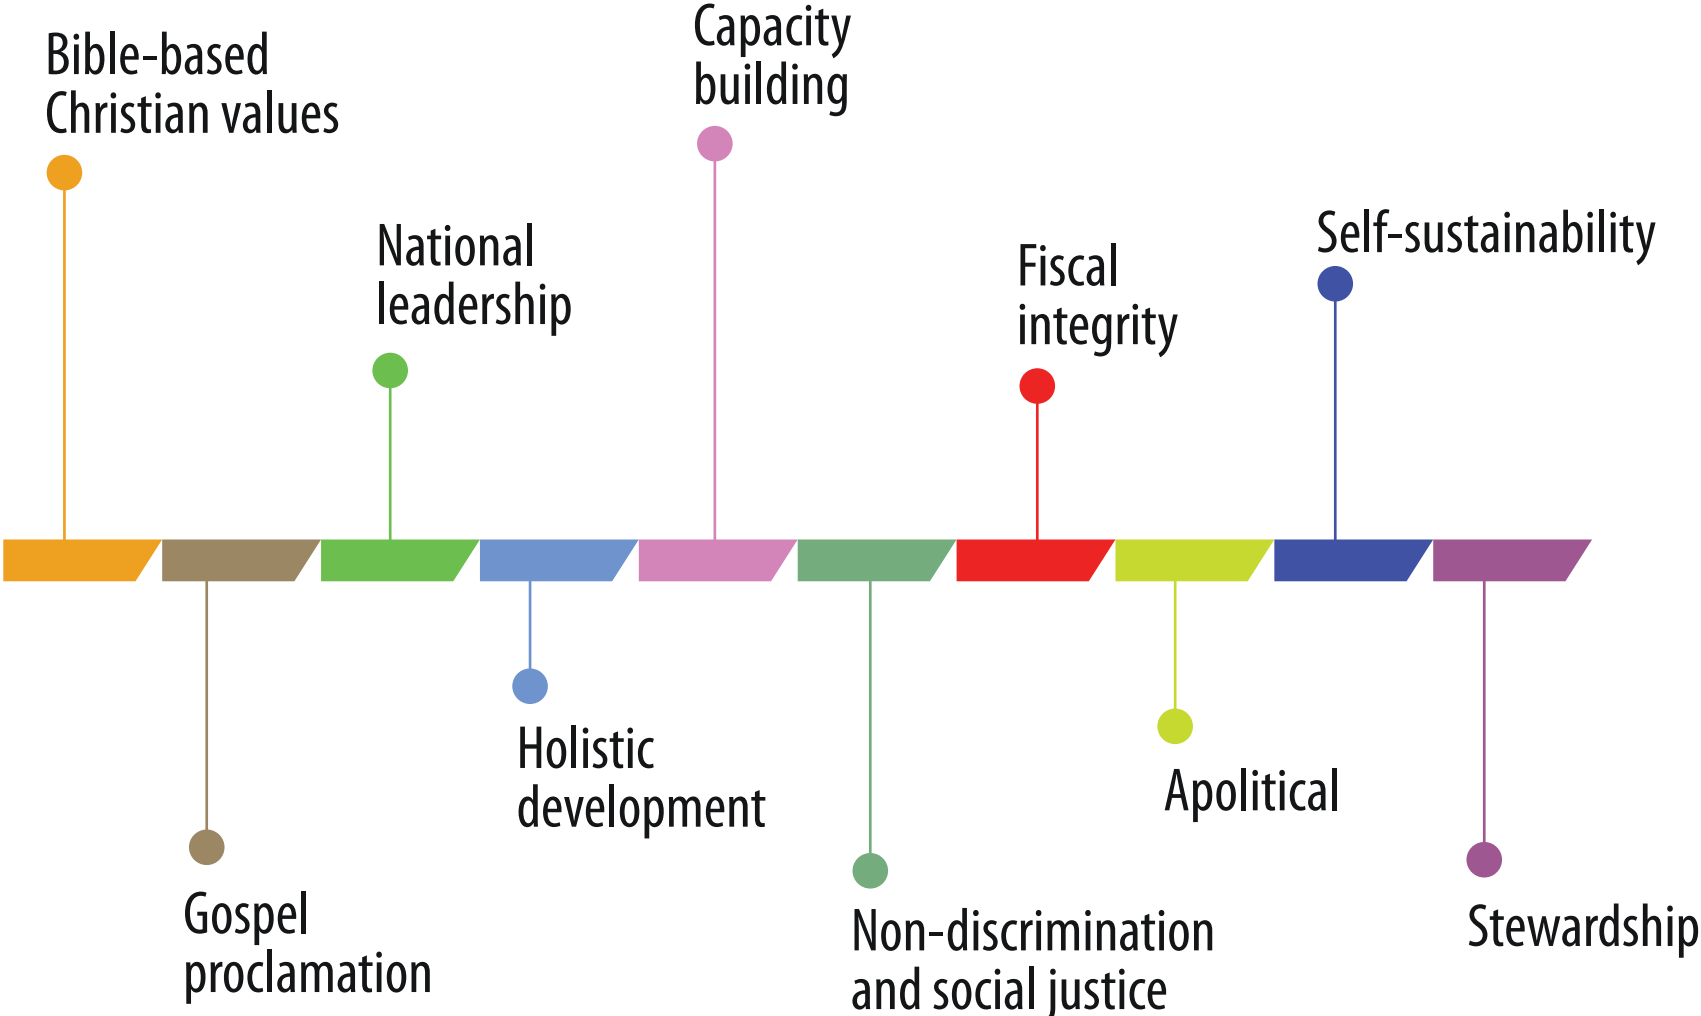 Bible-based
Christian values
Gospel
proclamation
National
leadership
Holistic
development
Capacity
building
Non-discrimination
and social justice
Fiscal
integrity
Apolitical
Self-sustainability
Stewardship